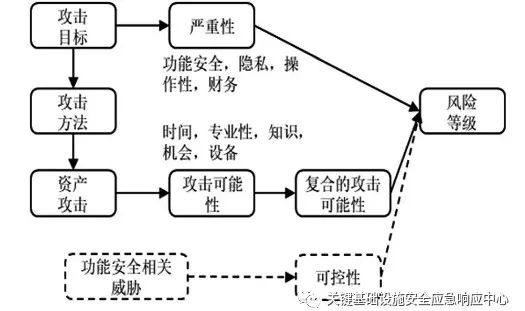 攻击
目标
严重性
功能安全，隐私，操
作性，财务
攻击
方法
风险
等级
时间，专业性，知识，
机会，设备
资产
攻击
攻击可能
性
复合的攻击
可能性
功能安全相关
威胁
可控性
关键基础设施安全应急响应中心